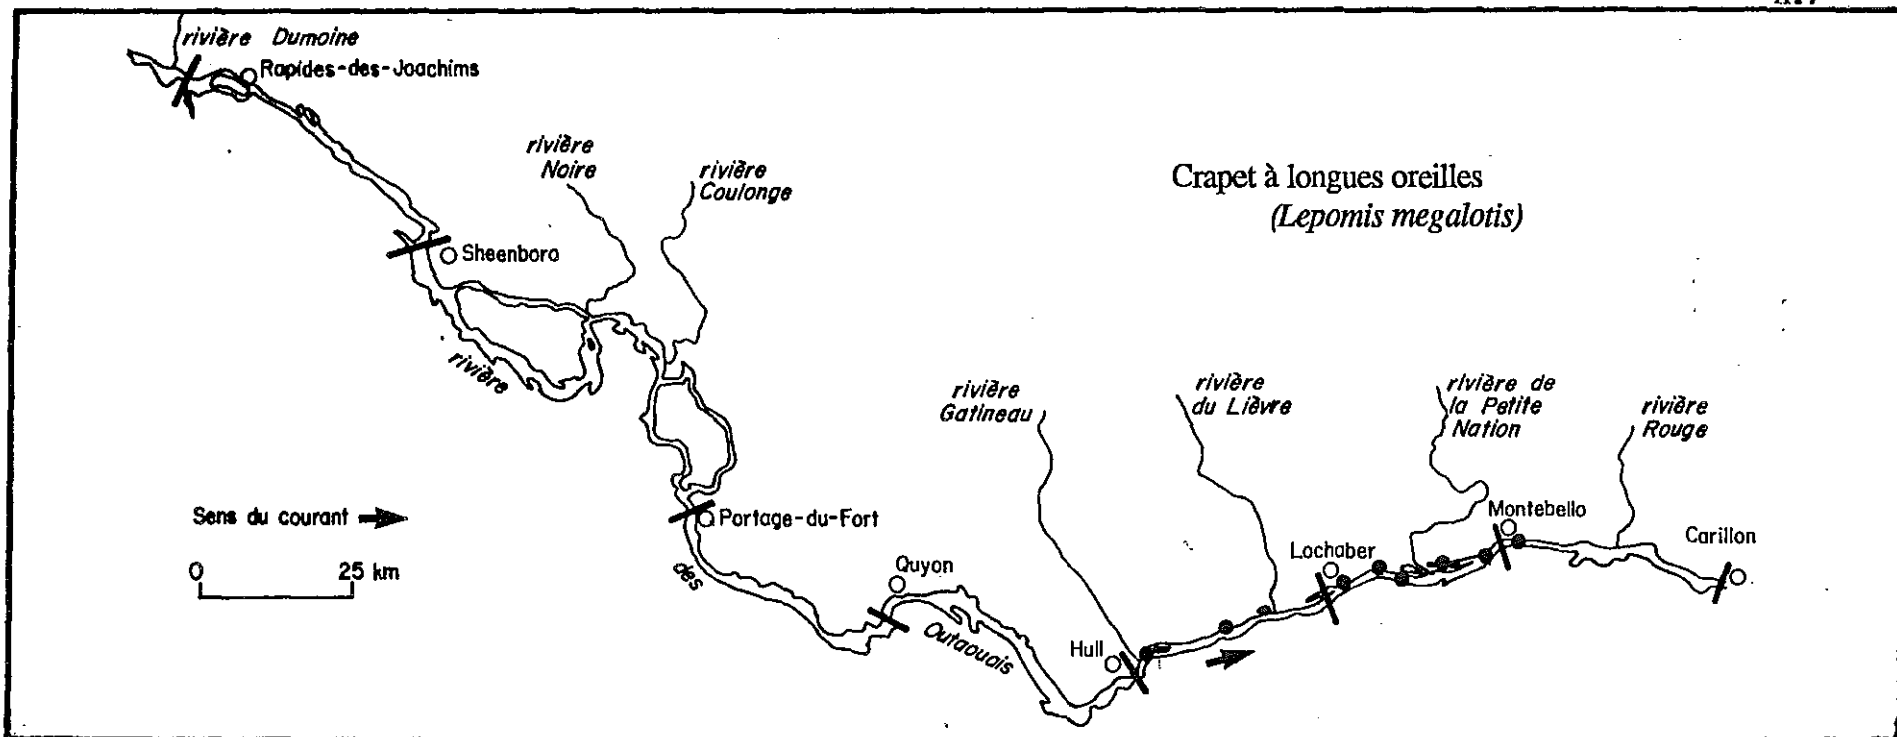 rivière Dumoine
Rapides-des-Joachims
rivière
Noire
rivière
Coulonge
Crapet à longues oreilles
(Lepomis megalotis)
Sheenboro
rivière
rivière
Gatineau
rivière
du Lièvre
rivière de
la Petite
Nation
rivière
Rouge
Sens du courant
Portage-du-Fort
Montebello
Carillon
Lochaber
0 25 km
des
Quyon
Outaouais
Hull